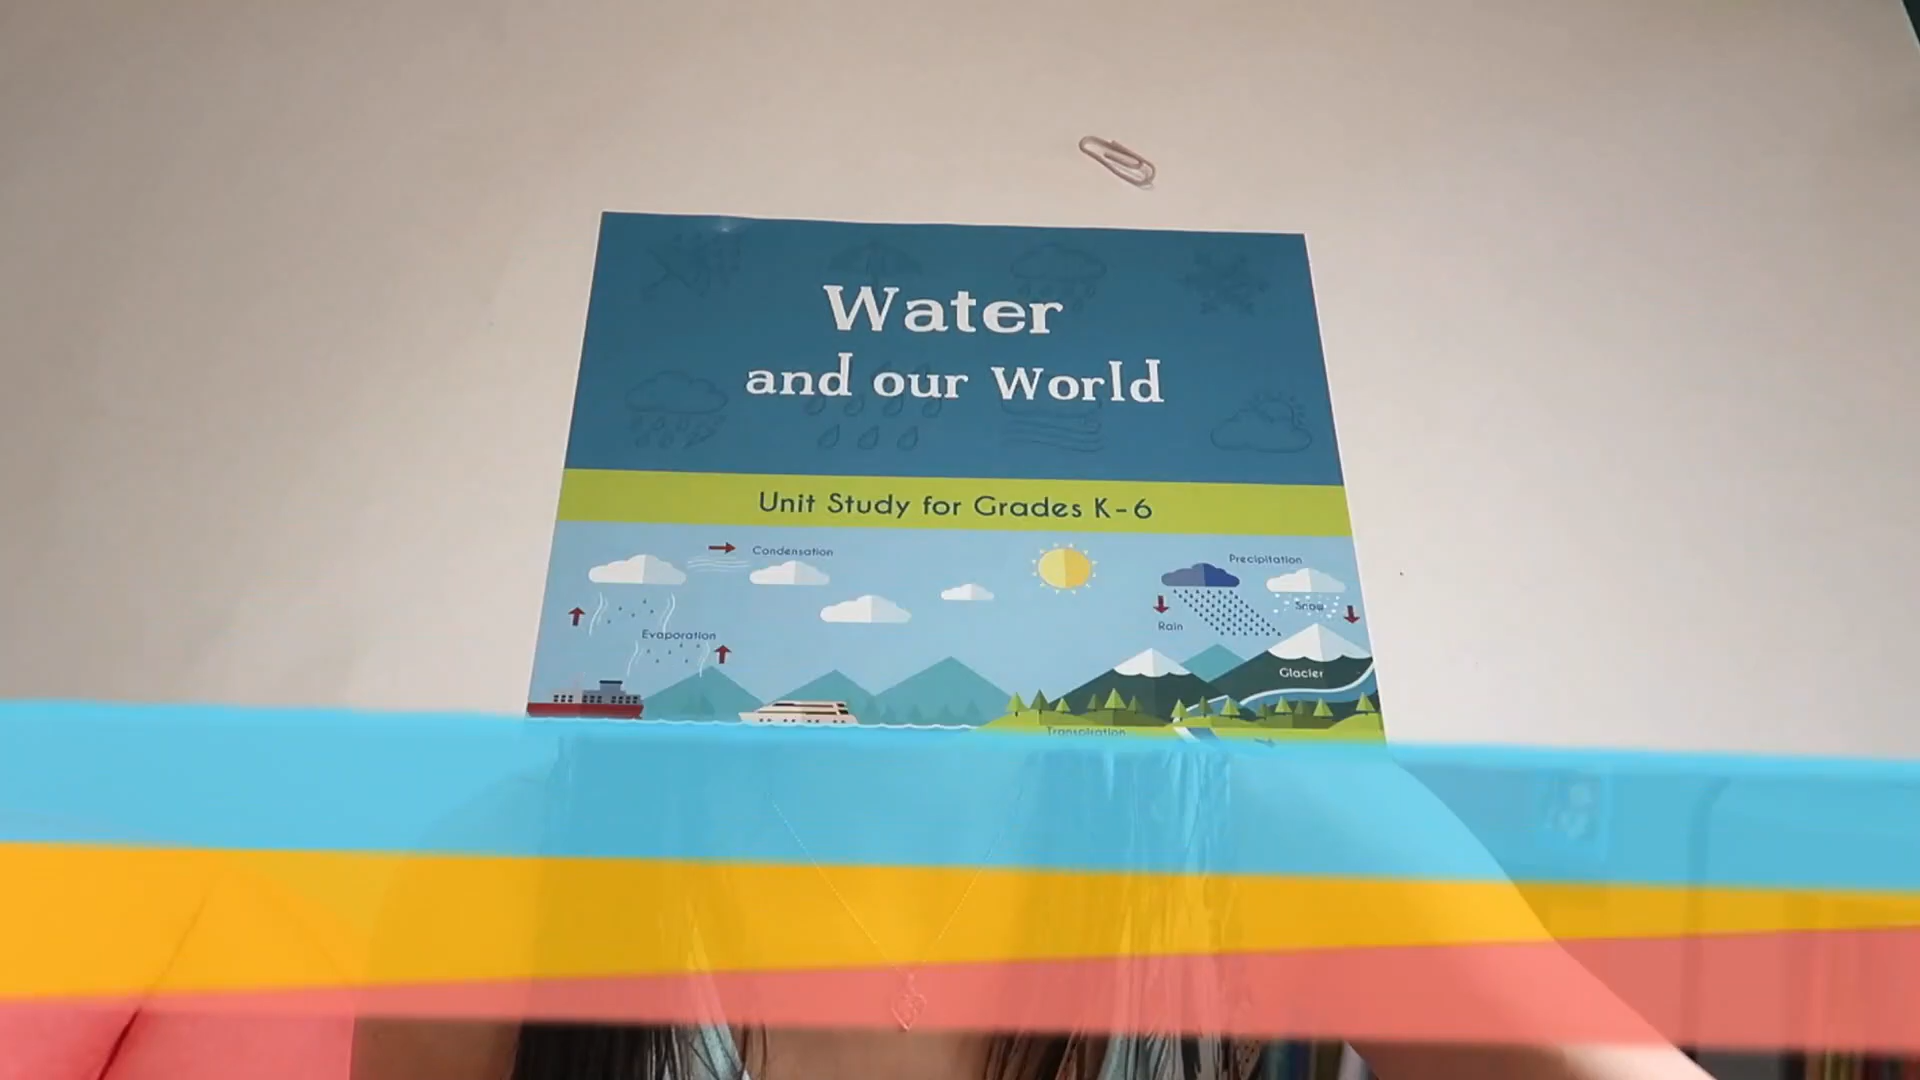 Water
and our World
Unit Study for Grades K-6
Condensation
Precipitation
Snow
Rain
Evaporation
Glacier
Transpiration